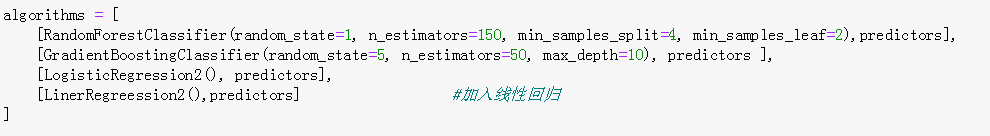 algorithms = [
[RandomForestClassifier(random_state=1, n_estimators=150, min_samples_split=4, min_samples_leaf=2),predictors],
[GradientBoostingClassifier(random_state=5, n_estimators=50, max_depth=10), predictors ],
[LogisticRegression2(), predictors],
[LinerRegreession2(),predictors] #加入线性回归
]